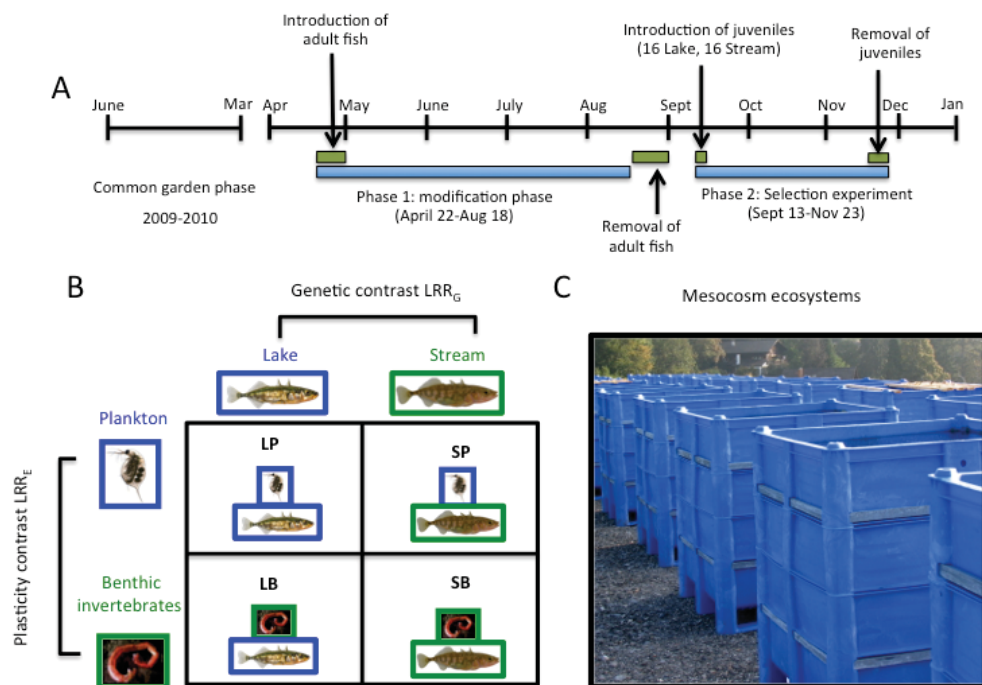 Introduction of
adult fish
Introduction of juveniles
(16 Lake, 16 Stream)
Removal of
juveniles
A
June
Mar
Apr
May
June
July
Aug
Sept
Oct
Nov
Dec
Jan
Common garden phase
2009-2010
Phase 1: modification phase
(April 22-Aug 18)
Removal of
adult fish
Phase 2: Selection experiment
(Sept 13-Nov 23)
B
Genetic contrast LRR_G
Lake
Stream
Plankton
Plasticity contrast LRR_E
Benthic
invertebrates
LP
SP
LB
SB
C
Mesocosm ecosystems